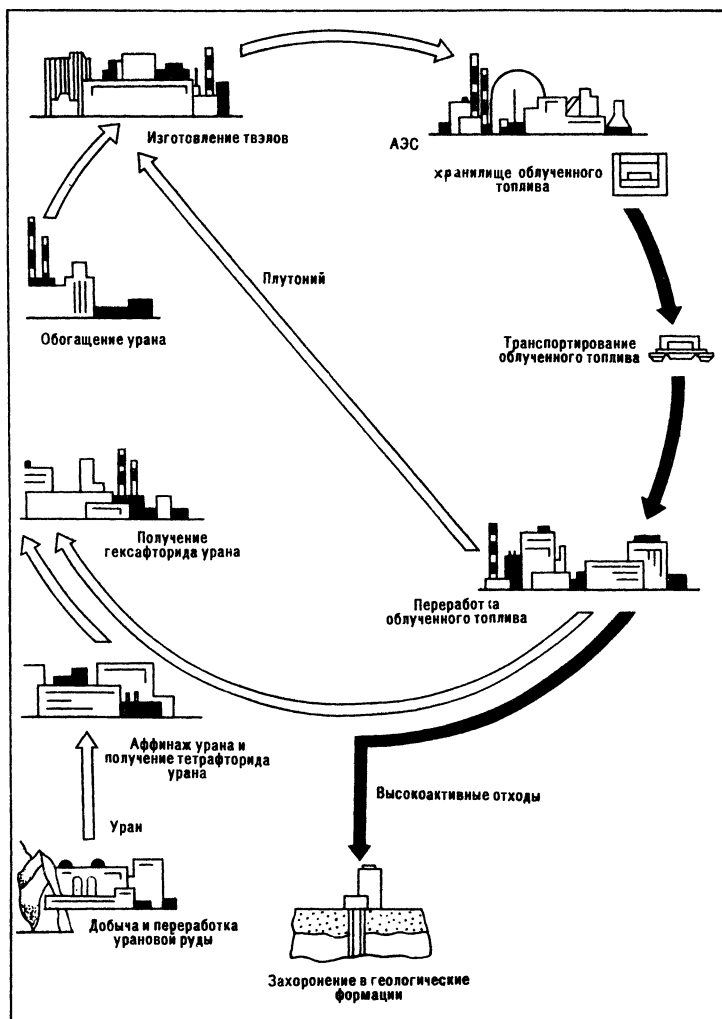 Изготовление твэлов
АЭС
хранилище облученного
топлива
Плутоний
Обогащение урана
Транспортирование
облученного топлива
Получение
гексафторида урана
Переработка
облученного топлива
Аффинаж урана и
получение тетрафторида
урана
Высокоактивные отходы
Уран
Добыча и переработка
урановой руды
Захоронение в геологические
формации